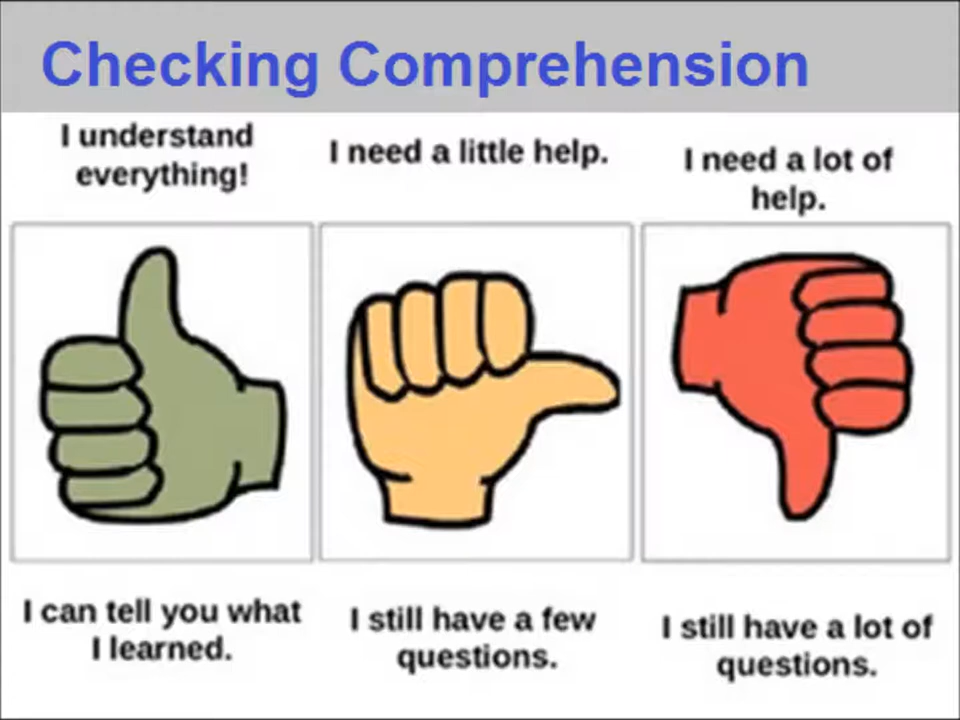 Checking Comprehension
I understand
everything!
I need a little help.
I need a lot of
help.
I can tell you what
I learned.
I still have a few
questions.
I still have a lot of
questions.